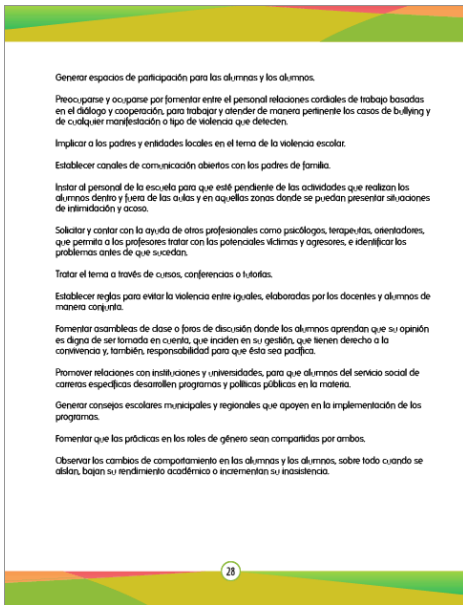 Generar espacios de participación para las alumnas y los alumnos.
Preocuparse y ocuparse por fomentar entre el personal relaciones cordiales de trabajo basadas
en el diálogo y cooperación, para trabajar y atender de manera pertinente los casos de bullying y
de cualquier manifestación o tipo de violencia que detecten.
Implicar a los padres y entidades locales en el tema de la violencia escolar.
Establecer canales de comunicación abiertos con los padres de familia.
Instar al personal de la escuela para que esté pendiente de las actividades que realizan los
alumnos dentro y fuera de las aulas y en aquellas zonas donde se puedan presentar situaciones
de intimidación y acoso.
Solicitar y contar con la ayuda de otros profesionales como psicólogos, terapeutas, orientadores,
que permita a los profesores tratar con las potenciales víctimas y agresores, e identificar los
problemas antes de que sucedan.
Tratar el tema a través de cursos, conferencias o tutorías.
Establecer reglas para evitar la violencia entre iguales, elaboradas por los docentes y alumnos de
manera conjunta.
Fomentar asambleas de clase o foros de discusión donde los alumnos aprendan que su opinión
es digna de ser tomada en cuenta, que inciden en su gestión, que tienen derecho a la
convivencia y, también, responsabilidad para que ésta sea pacífica.
Promover relaciones con instituciones y universidades, para que alumnos del servicio social de
carreras específicas desarrollen programas y políticas públicas en la materia.
Generar consejos escolares municipales y regionales que apoyen en la implementación de los
programas.
Fomentar que las prácticas en los roles de género sean compartidas por ambos.
Observar los cambios de comportamiento en las alumnas y los alumnos, sobre todo cuando se
aíslan, bajan su rendimiento académico o incrementan su inasistencia.
28